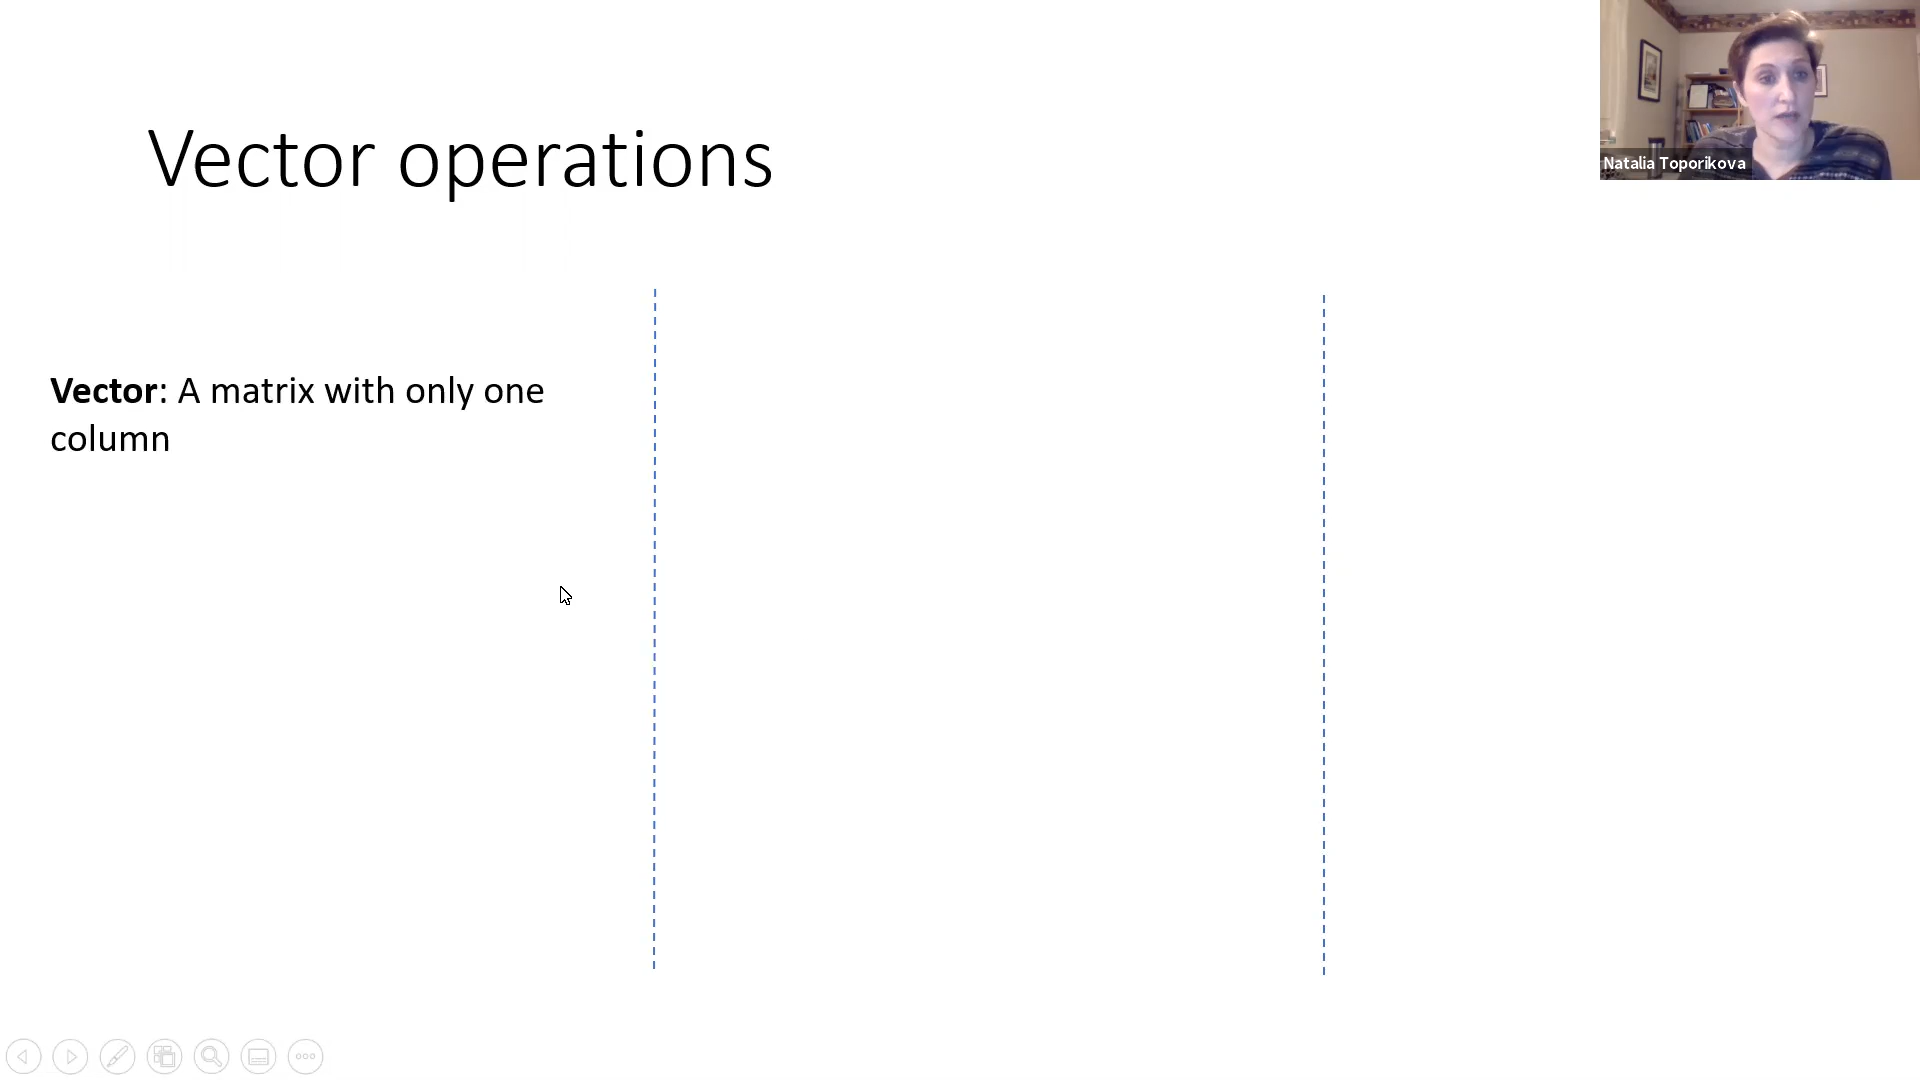 Vector operations
Natalia Toporikova
Vector: A matrix with only one
column